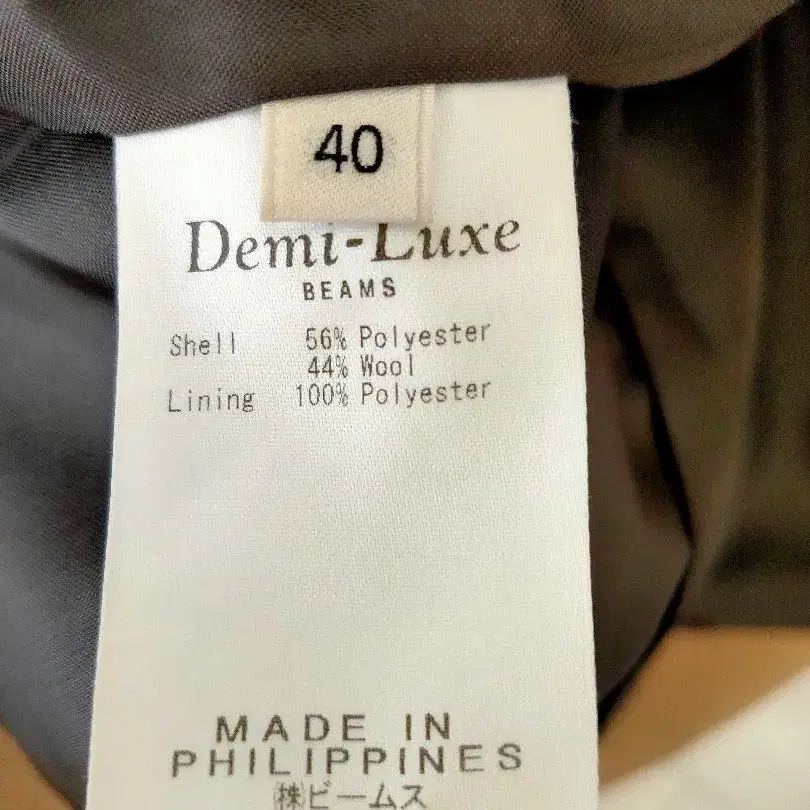 40
Demi-Luxe
BEAMS
Shell 56% Polyester
44% Wool
Lining 100% Polyester
MADE IN
PHILIPPINES
㈱ビームス